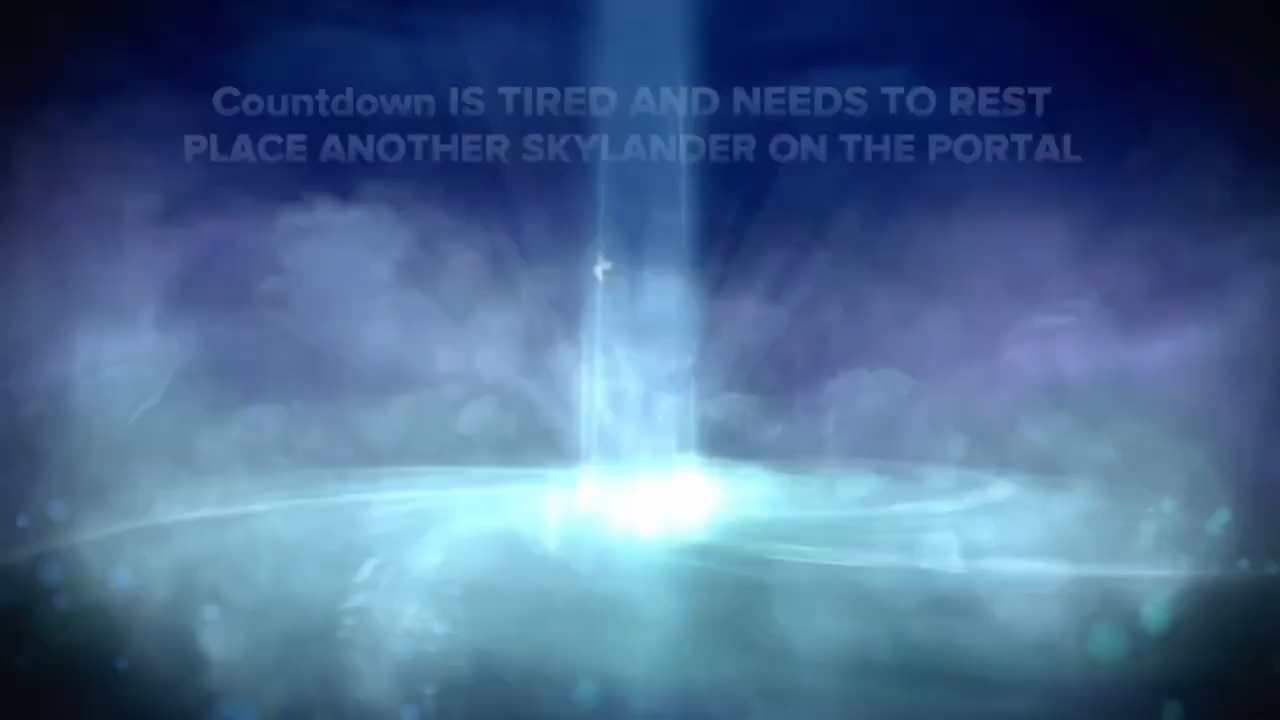 Countdown IS TIRED AND NEEDS TO REST
PLACE ANOTHER SKYLANDER ON THE PORTAL